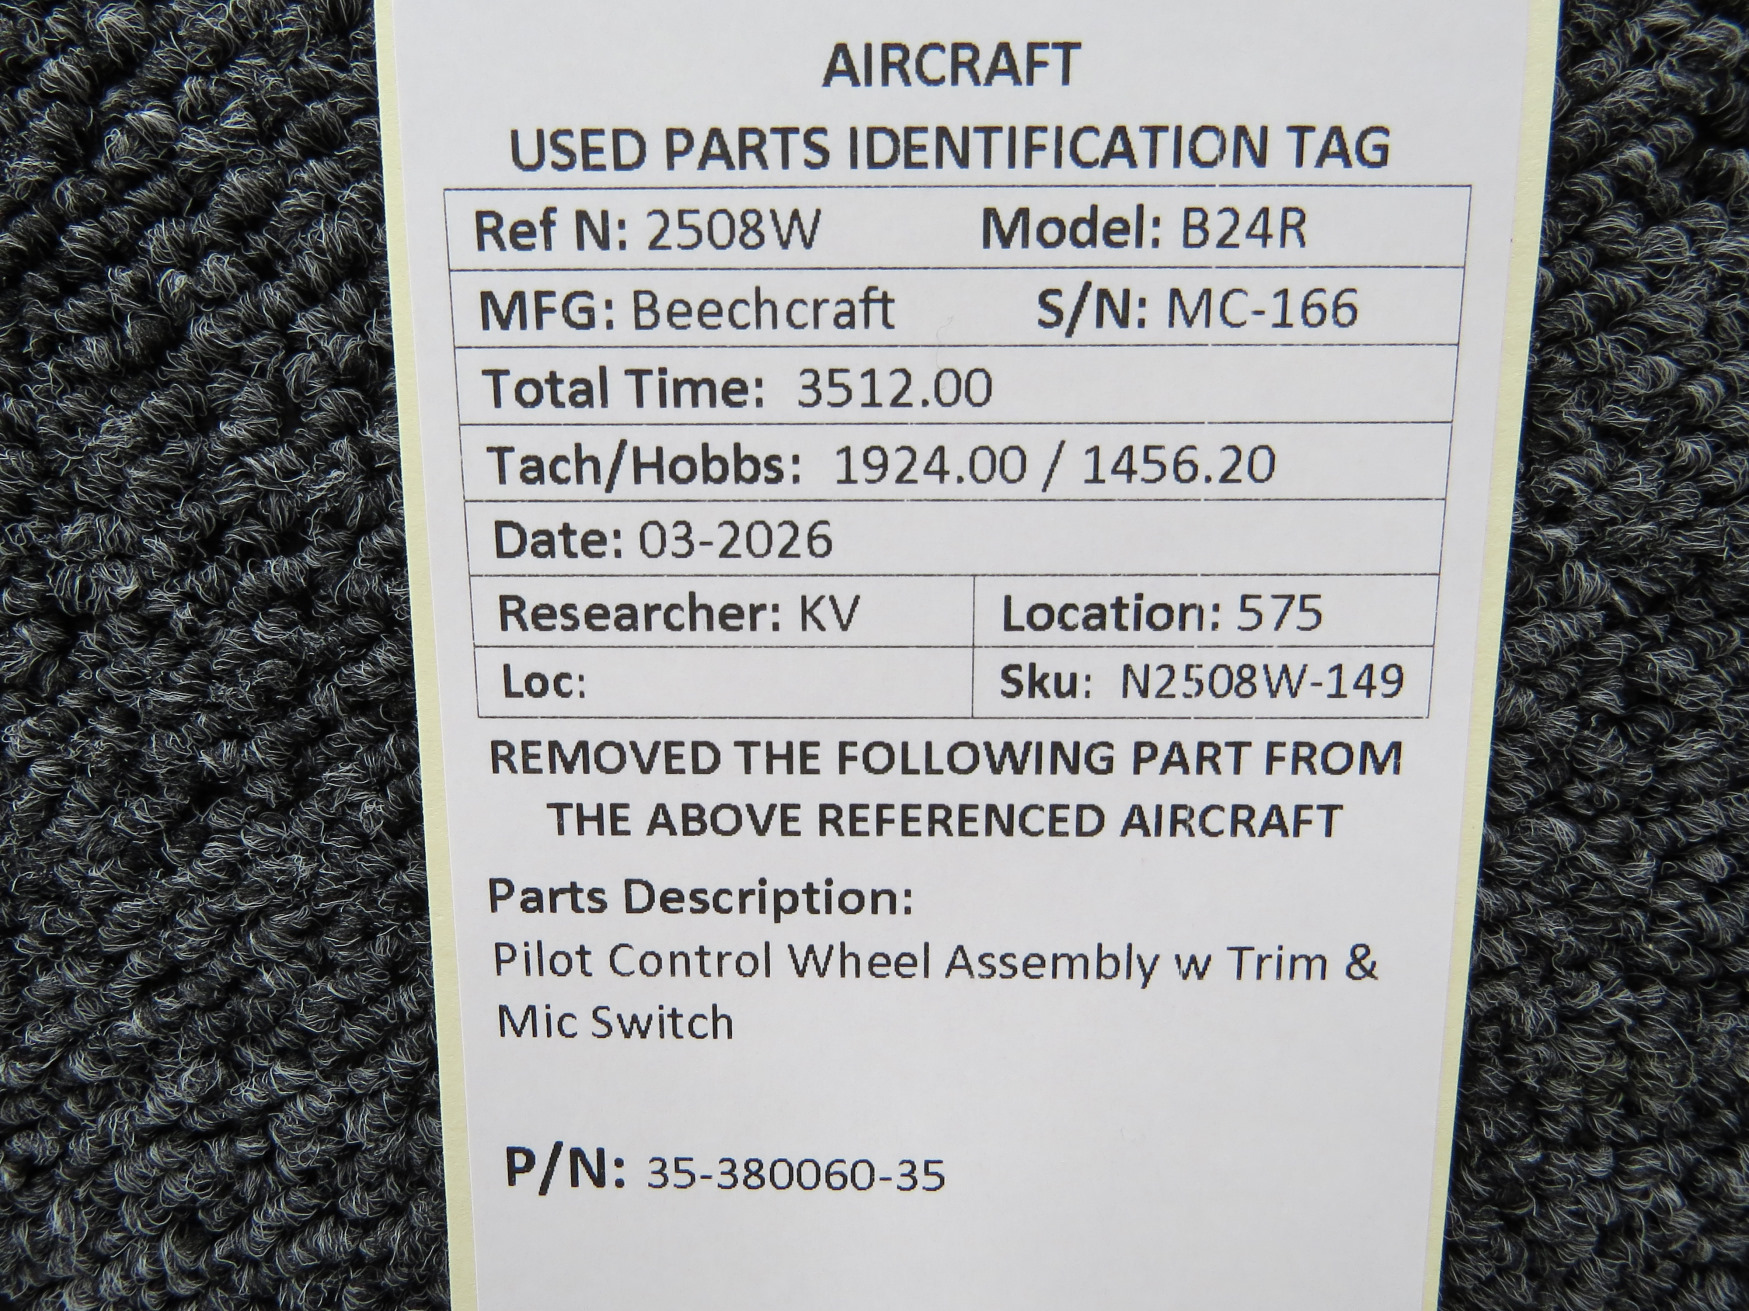 AIRCRAFT
USED PARTS IDENTIFICATION TAG
Ref N: 2508W Model: B24R
MFG: Beechcraft S/N: MC-166
Total Time: 3512.00
Tach/Hobbs: 1924.00 / 1456.20
Date: 03-2026
Researcher: KV Location: 575
Loc: Sku: N2508W-149
REMOVED THE FOLLOWING PART FROM
THE ABOVE REFERENCED AIRCRAFT
Parts Description:
Pilot Control Wheel Assembly w Trim &
Mic Switch
P/N: 35-380060-35